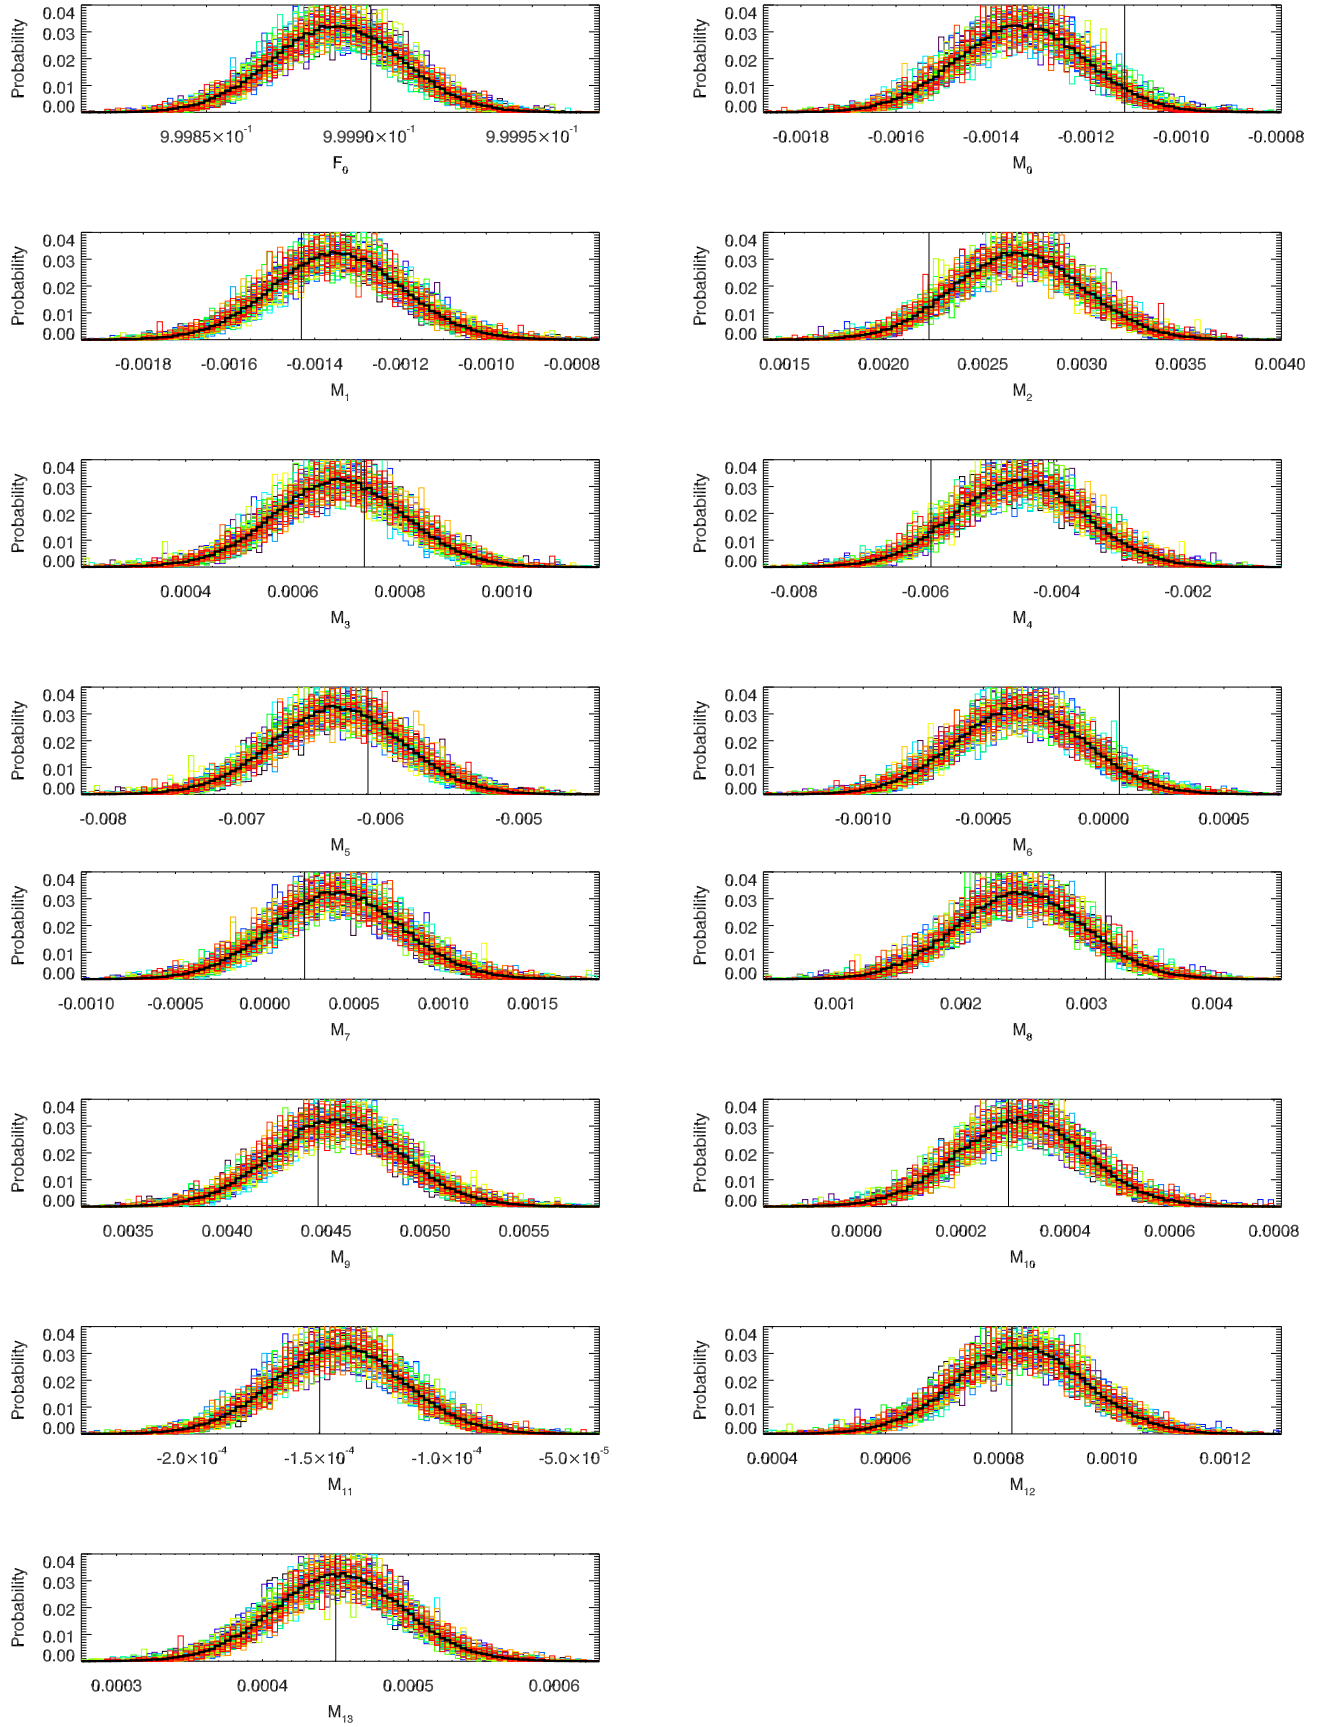 Probability
0.04
0.03
0.02
0.01
0.00
9.9985×10⁻¹ 9.9990×10⁻¹ 9.9995×10⁻¹
F₀
Probability
0.04
0.03
0.02
0.01
0.00
-0.0018 -0.0016 -0.0014 -0.0012 -0.0010 -0.0008
M₀
Probability
0.04
0.03
0.02
0.01
0.00
-0.0018 -0.0016 -0.0014 -0.0012 -0.0010 -0.0008
M₁
Probability
0.04
0.03
0.02
0.01
0.00
0.0015 0.0020 0.0025 0.0030 0.0035 0.0040
M₂
Probability
0.04
0.03
0.02
0.01
0.00
0.0004 0.0006 0.0008 0.0010
M₃
Probability
0.04
0.03
0.02
0.01
0.00
-0.008 -0.006 -0.004 -0.002
M₄
Probability
0.04
0.03
0.02
0.01
0.00
-0.008 -0.007 -0.006 -0.005
M₅
Probability
0.04
0.03
0.02
0.01
0.00
-0.0010 -0.0005 0.0000 0.0005
M₆
Probability
0.04
0.03
0.02
0.01
0.00
-0.0010 -0.0005 0.0000 0.0005 0.0010 0.0015
M₇
Probability
0.04
0.03
0.02
0.01
0.00
0.001 0.002 0.003 0.004
M₈
Probability
0.04
0.03
0.02
0.01
0.00
0.0035 0.0040 0.0045 0.0050 0.0055
M₉
Probability
0.04
0.03
0.02
0.01
0.00
0.0000 0.0002 0.0004 0.0006 0.0008
M₁₀
Probability
0.04
0.03
0.02
0.01
0.00
-2.0×10⁻⁴ -1.5×10⁻⁴ -1.0×10⁻⁴ -5.0×10⁻⁵
M₁₁
Probability
0.04
0.03
0.02
0.01
0.00
0.0004 0.0006 0.0008 0.0010 0.0012
M₁₂
Probability
0.04
0.03
0.02
0.01
0.00
0.0003 0.0004 0.0005 0.0006
M₁₃